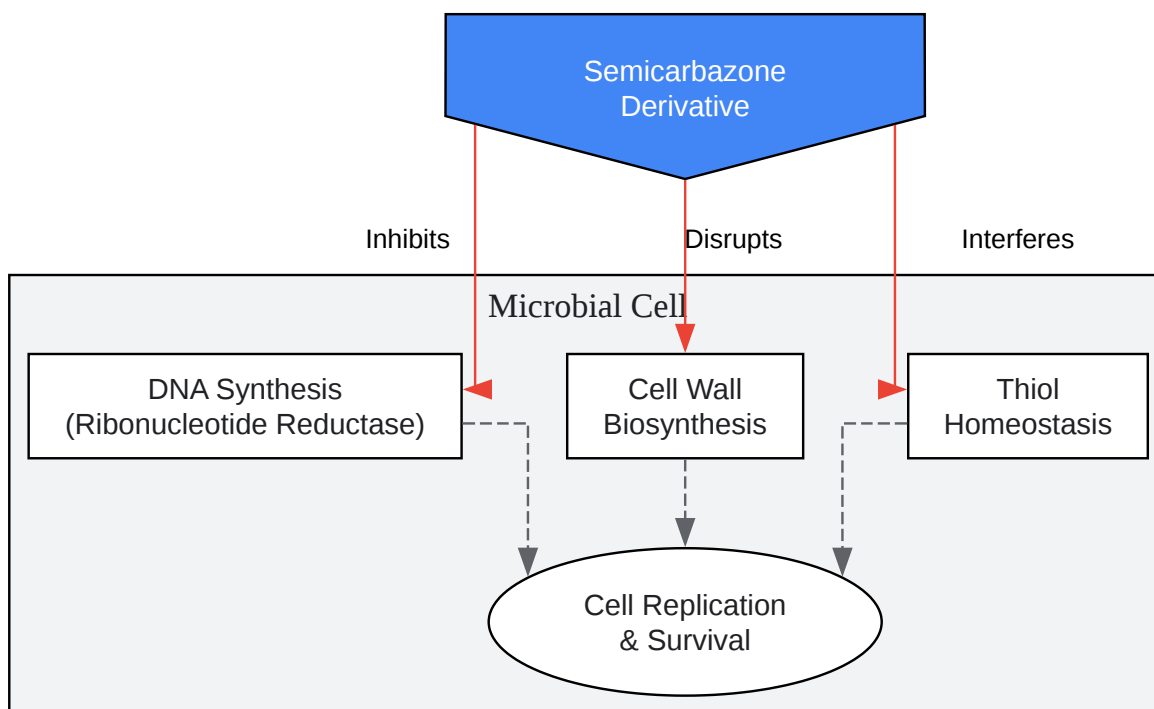 Semicarbazone
Derivative
Inhibits
Disrupts
Interferes
Microbial Cell
DNA Synthesis
(Ribonucleotide Reductase)
Cell Wall
Biosynthesis
Thiol
Homeostasis
Cell Replication
& Survival